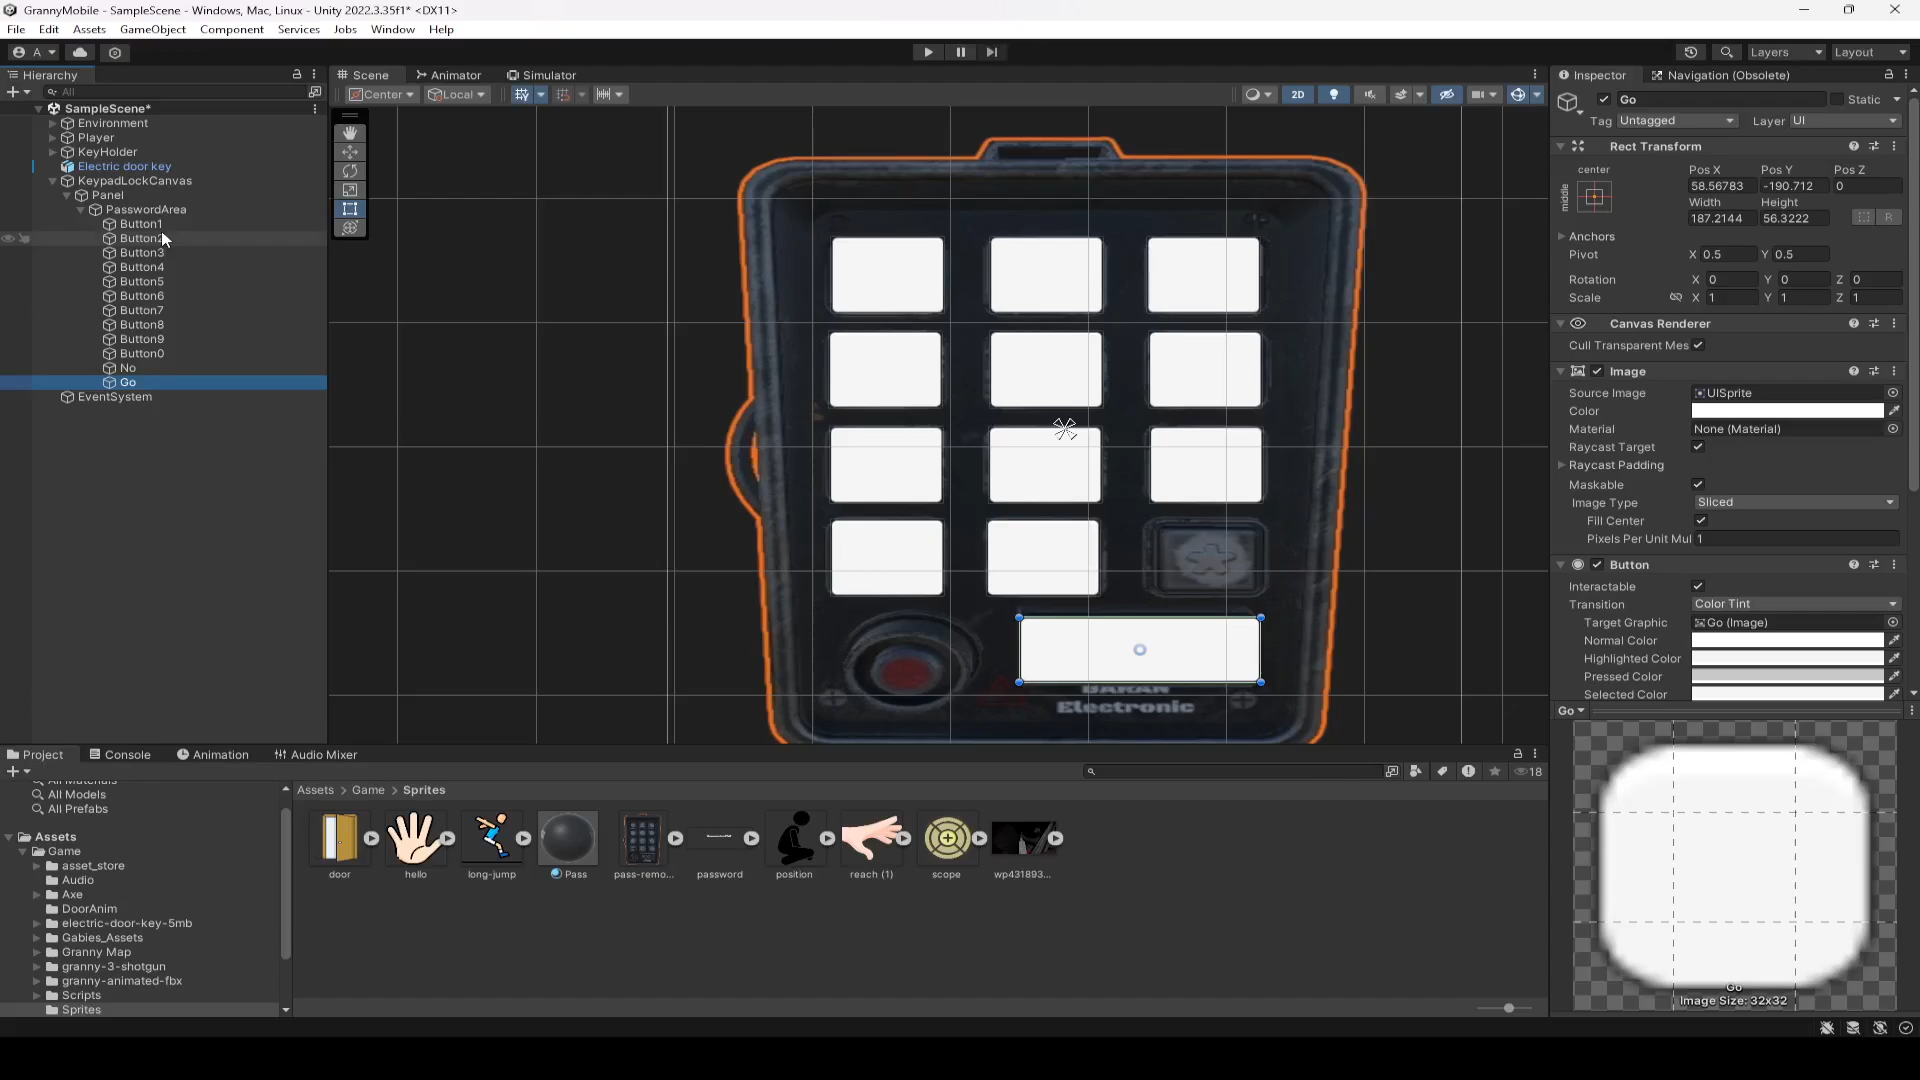 GrannyMobile - SampleScene - Windows, Mac, Linux - Unity 2022.3.35f1* <DX11>
File Edit Assets GameObject Component Services Jobs Window Help
A
Layers Layout
Hierarchy
Scene Animator Simulator
Inspector Navigation (Obsolete)
All
Center Local
2D
SampleScene*
Environment
Player
KeyHolder
Electric door key
KeypadLockCanvas
Panel
PasswordArea
Button1
Button2
Button3
Button4
Button5
Button6
Button7
Button8
Button9
Button0
No
Go
EventSystem
Electronic
Go Static
Tag Untagged Layer UI
Rect Transform
center
middle
Pos X Pos Y Pos Z
58.56783 -190.712 0
Width Height
187.2144 56.3222
R
Anchors
Pivot X 0.5 Y 0.5
Rotation X 0 Y 0 Z 0
Scale X 1 Y 1 Z 1
Canvas Renderer
Cull Transparent Mes
Image
Source Image UISprite
Color
Material None (Material)
Raycast Target
Raycast Padding
Maskable
Image Type Sliced
Fill Center
Pixels Per Unit Mul 1
Button
Interactable
Transition Color Tint
Target Graphic Go (Image)
Normal Color
Highlighted Color
Pressed Color
Selected Color
Go
Go
Image Size: 32x32
Project Console Animation Audio Mixer
18
All Materials
All Models
All Prefabs
Assets
Game
asset_store
Audio
Axe
DoorAnim
electric-door-key-5mb
Gabies_Assets
Granny Map
granny-3-shotgun
granny-animated-fbx
Scripts
Sprites
Assets > Game > Sprites
door hello long-jump Pass pass-remo... password position reach (1) scope wp431893...